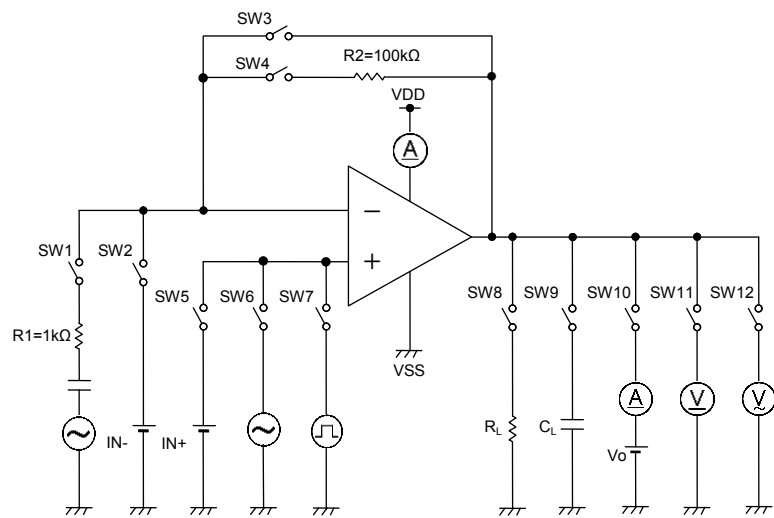 SW3
R2=100kΩ
SW4
VDD
A
−
SW1
SW2
+
SW5
SW6
SW7
SW8
SW9
SW10
SW11
SW12
R1=1kΩ
VSS
A
V
V
~
IN-
IN+
RL
CL
Vo